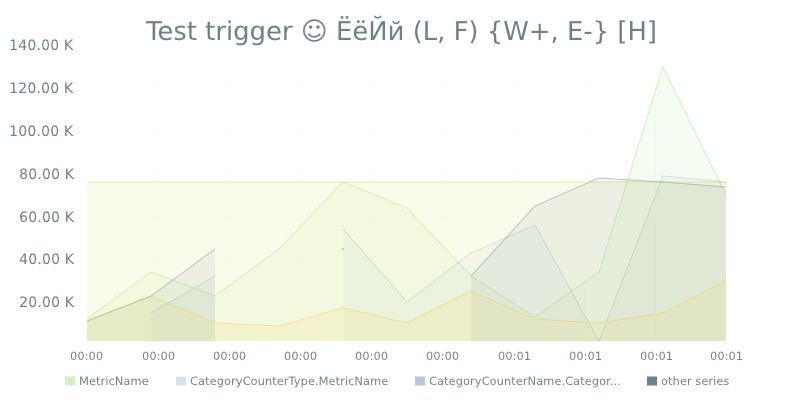 Test trigger ☺ ЁёЙй (L, F) {W+, E-} [H]
140.00 K
120.00 K
100.00 K
80.00 K
60.00 K
40.00 K
20.00 K
00:00 00:00 00:00 00:00 00:00 00:00 00:01 00:01 00:01 00:01
MetricName CategoryCounterType.MetricName CategoryCounterName.Categor... other series